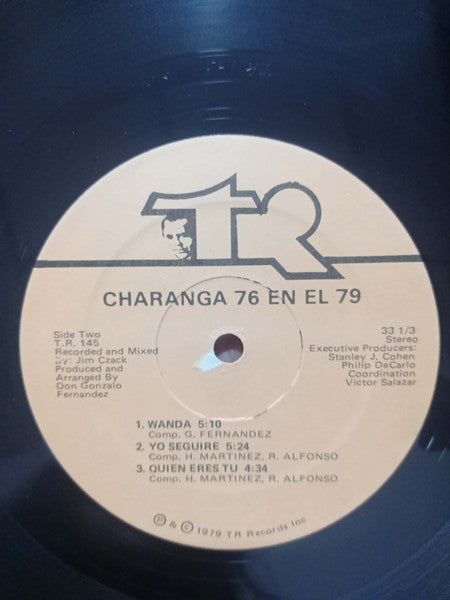 TR
CHARANGA 76 EN EL 79
Side Two
T.R. 145
Recorded and Mixed
By: Jim Czack
Produced and
Arranged By
Don Gonzalo
Fernandez
33 1/3
Stereo
Executive Producers:
Stanley J. Cohen
Philip DeCarlo
Coordination
Victor Salazar
1. WANDA 5:10
Comp. G. FERNANDEZ
2. YO SEGUIRE 5:24
Comp. H. MARTINEZ, R. ALFONSO
3. QUIEN ERES TU 4:34
Comp. H. MARTINEZ, R. ALFONSO
Ⓟ & © 1979 TR Records Inc